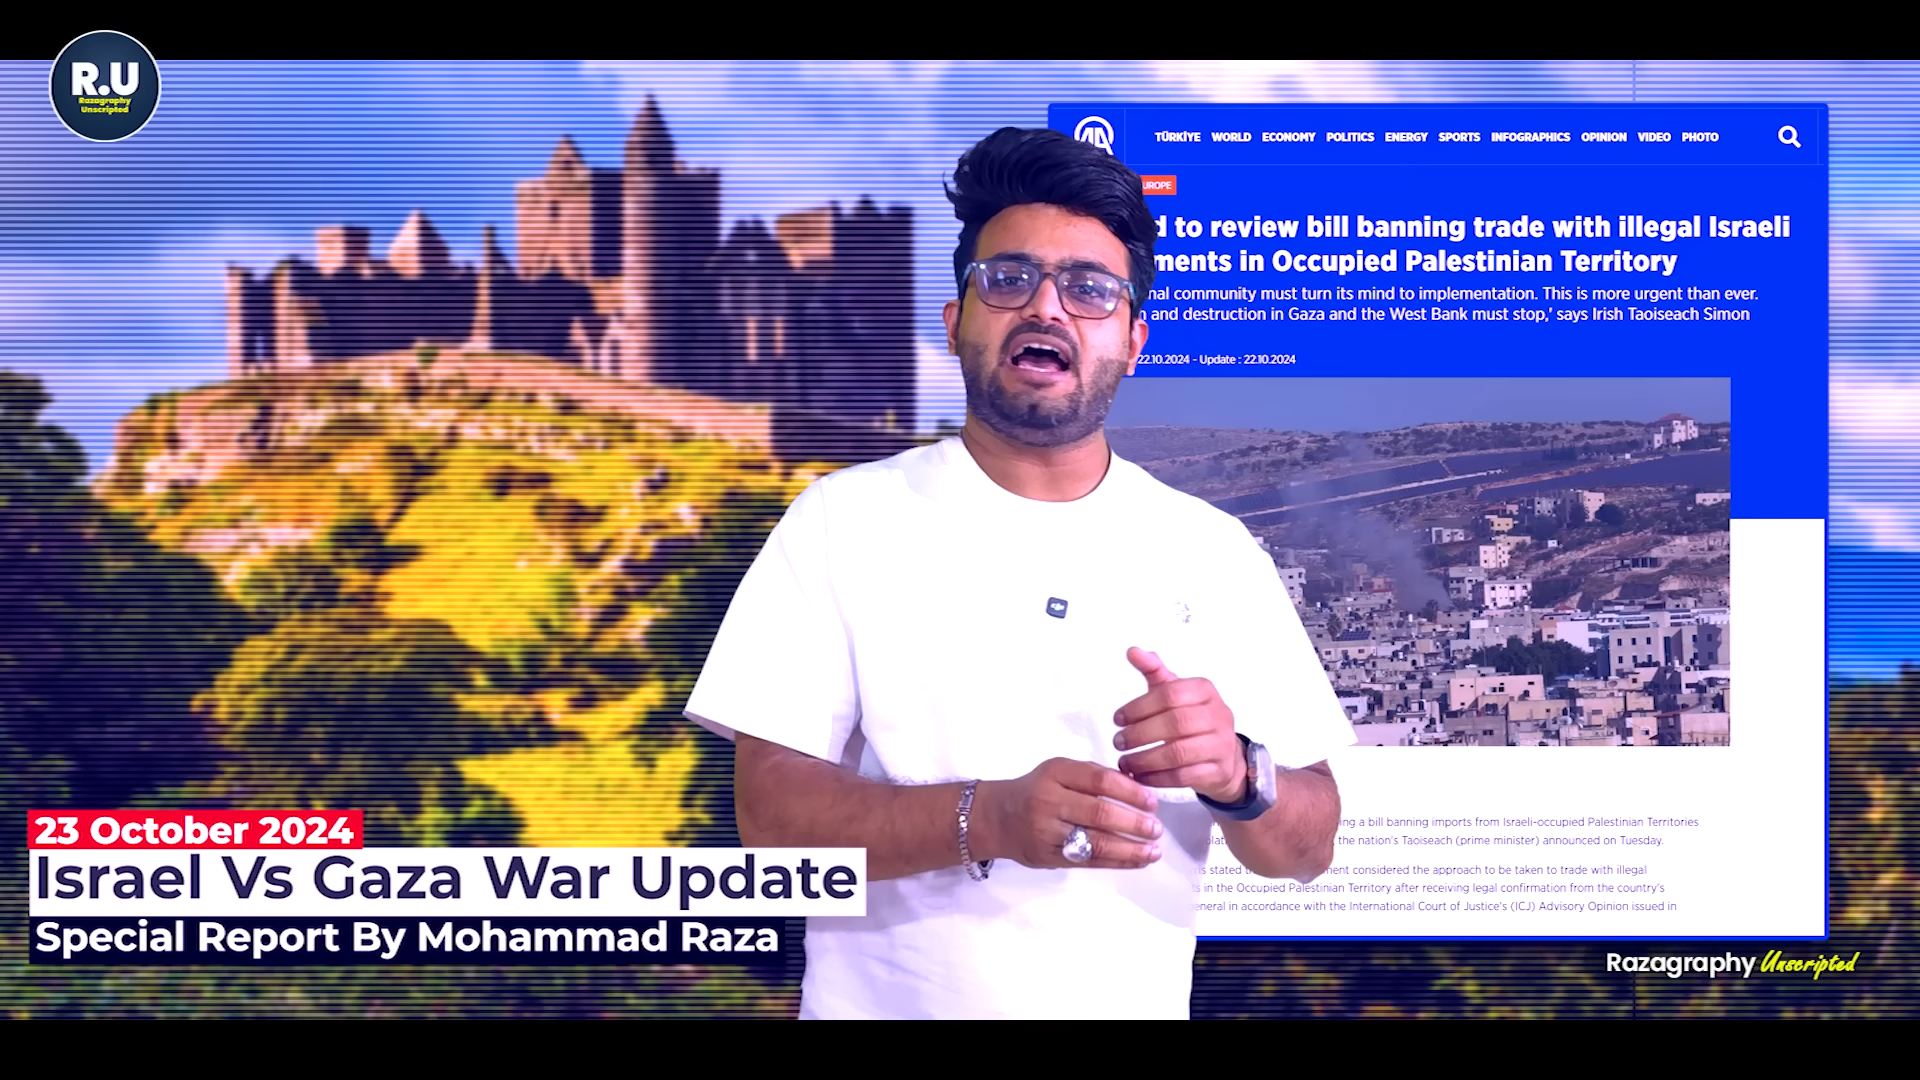 R.U
Razagraphy
Unscripted
TÜRKİYE WORLD ECONOMY POLITICS ENERGY SPORTS INFOGRAPHICS OPINION VIDEO PHOTO
to review bill banning trade with illegal Israeli
in Occupied Palestinian Territory
community must turn its mind to implementation. This is more urgent than ever.
and destruction in Gaza and the West Bank must stop,' says Irish Taoiseach Simon
22.10.2024 - Update : 22.10.2024
a bill banning imports from Israeli-occupied Palestinian Territories
the nation's Taoiseach (prime minister) announced on Tuesday.
stated considered the approach to be taken to trade with illegal
in the Occupied Palestinian Territory after receiving legal confirmation from the country's
in accordance with the International Court of Justice's (ICJ) Advisory Opinion issued in
23 October 2024
Israel Vs Gaza War Update
Special Report By Mohammad Raza
Razagraphy Unscripted